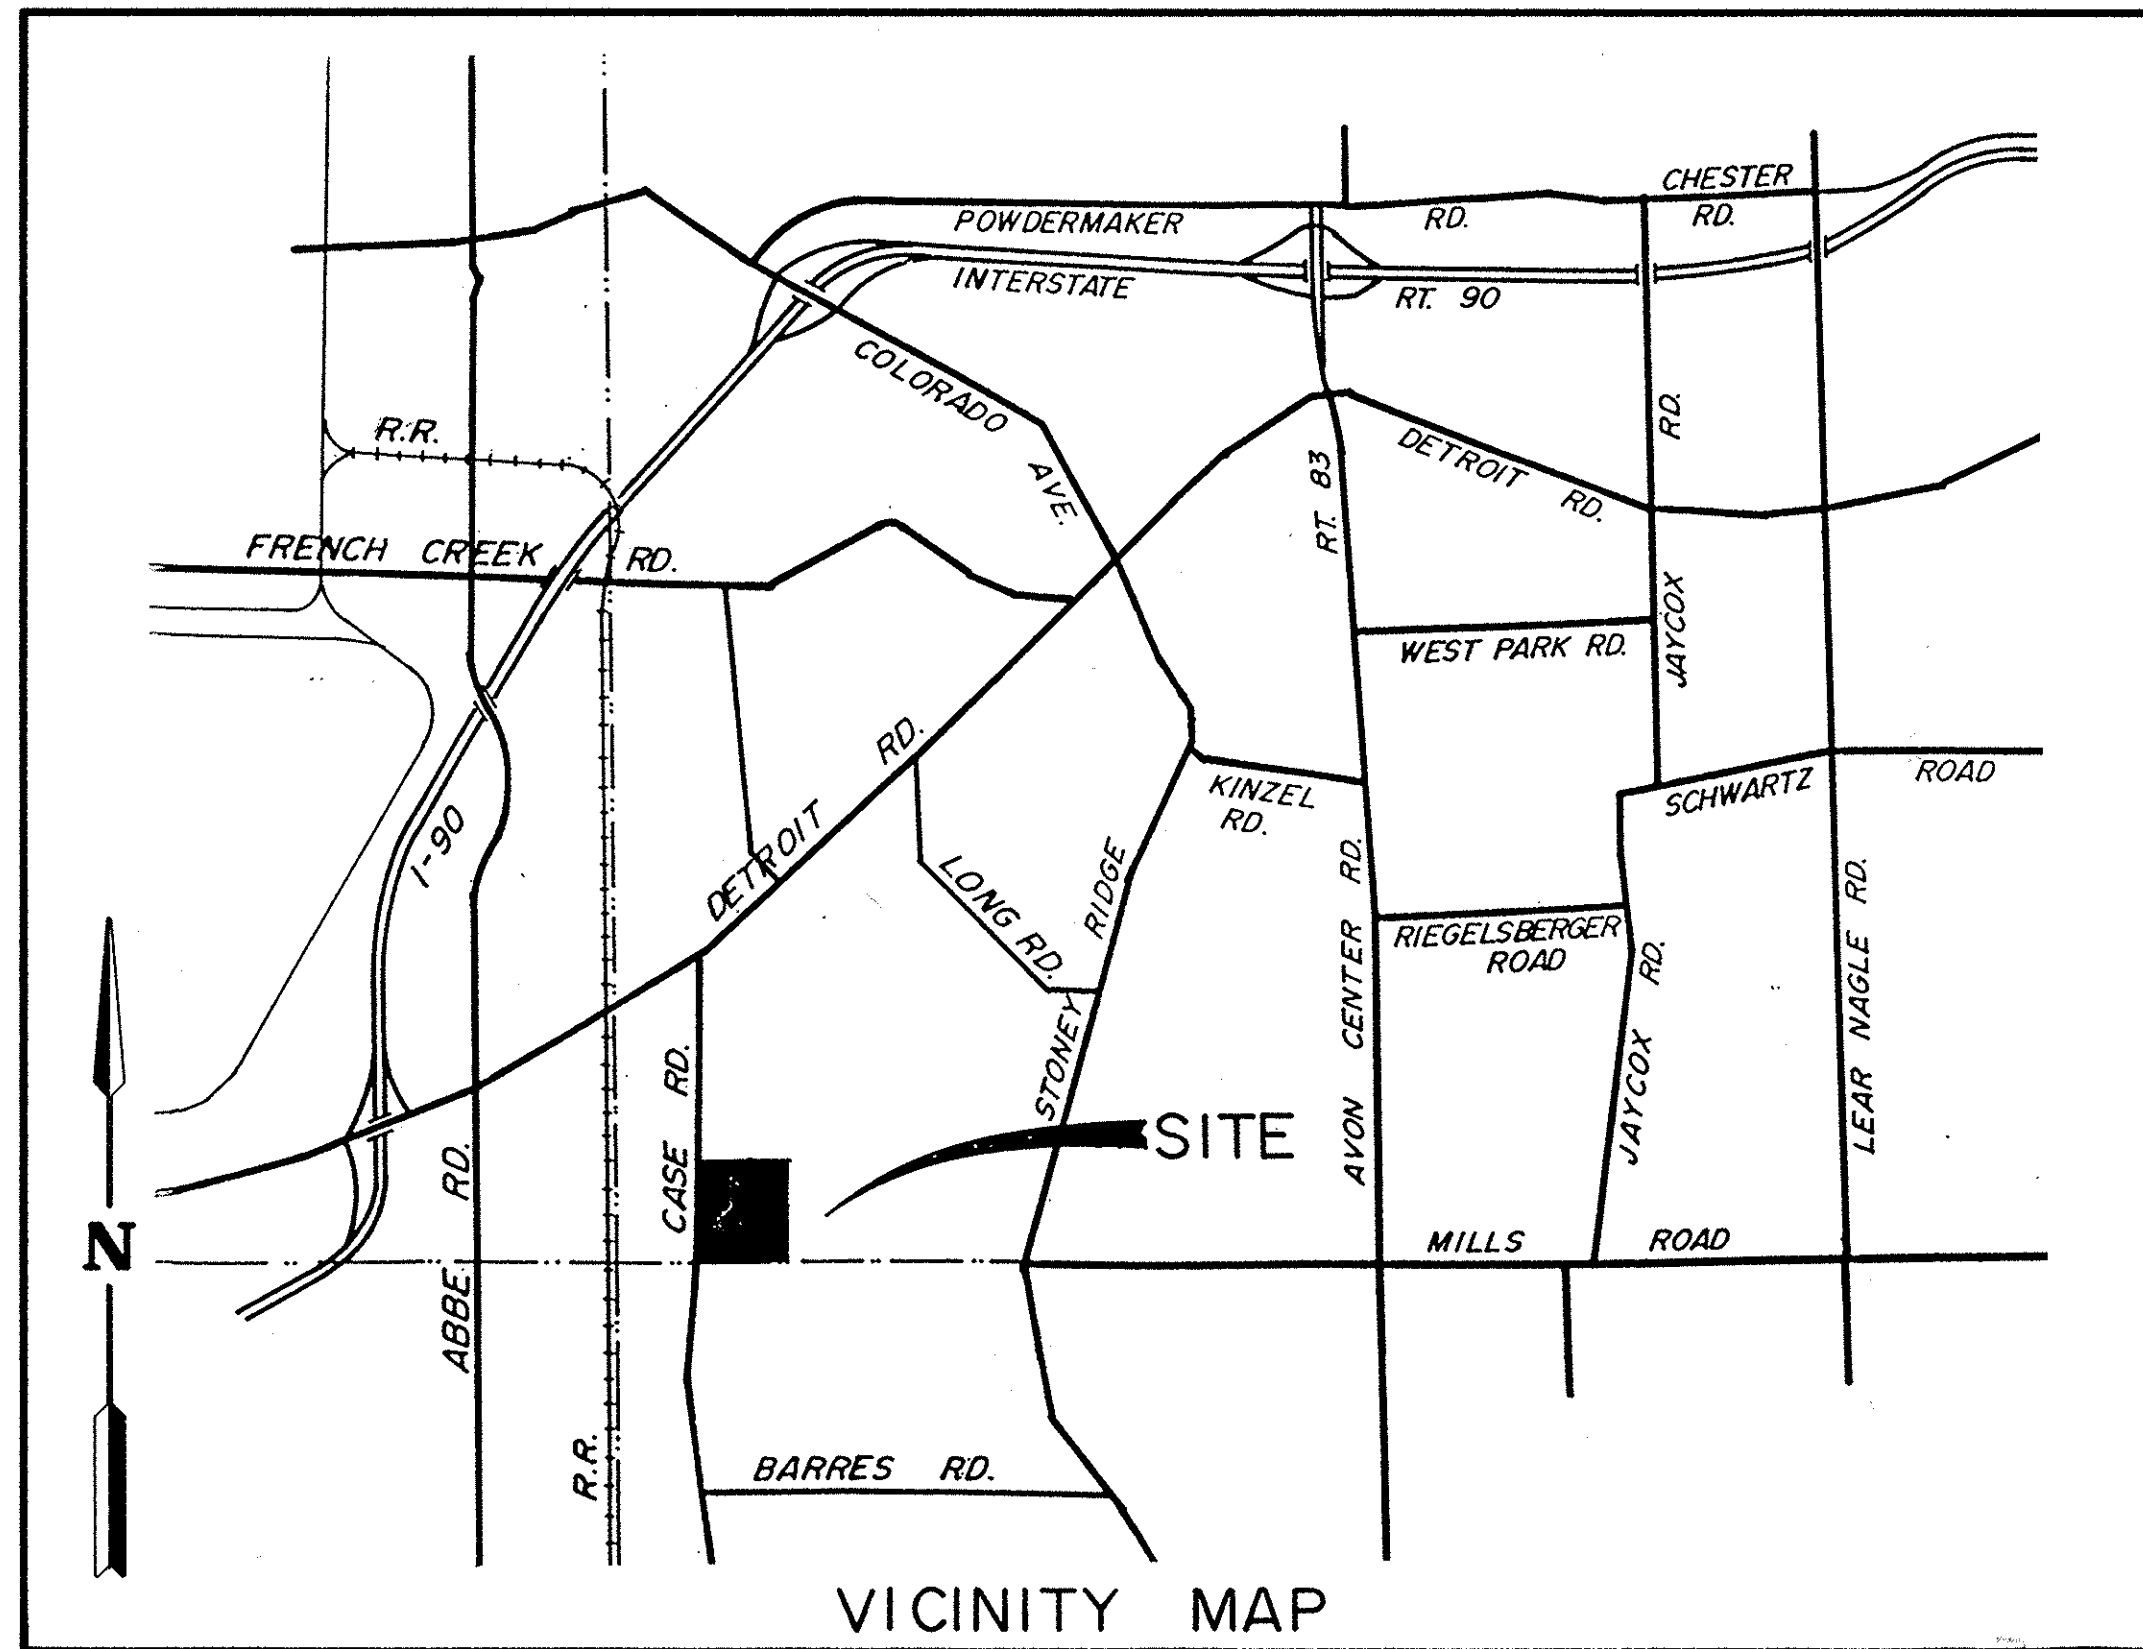 CHESTER
POWDERMAKER RD. RD.
INTERSTATE
RT. 90
COLORADO
AVE.
R.R.
RD.
DETROIT RD.
RT. 83
FRENCH CREEK RD.
JAYCOX
WEST PARK RD.
RD.
DETROIT
KINZEL
RD.
SCHWARTZ
ROAD
I-90
LONG RD.
RIDGE
STONEY
AVON CENTER RD.
RIEGELSBERGER
ROAD
JAYCOX RD.
LEAR NAGLE RD.
CASE RD.
SITE
ABBE RD.
N
MILLS ROAD
R.R.
BARRES RD.
VICINITY MAP